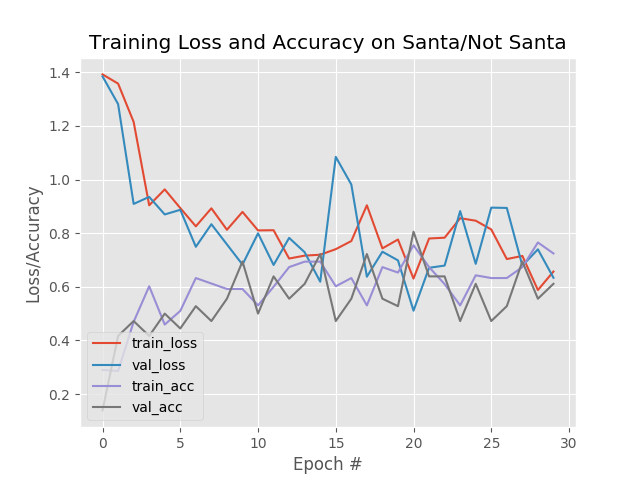 Training Loss and Accuracy on Santa/Not Santa
1.4
1.2
1.0
0.8
0.6
0.4
0.2
Loss/Accuracy
train_loss
val_loss
train_acc
val_acc
0 5 10 15 20 25 30
Epoch #